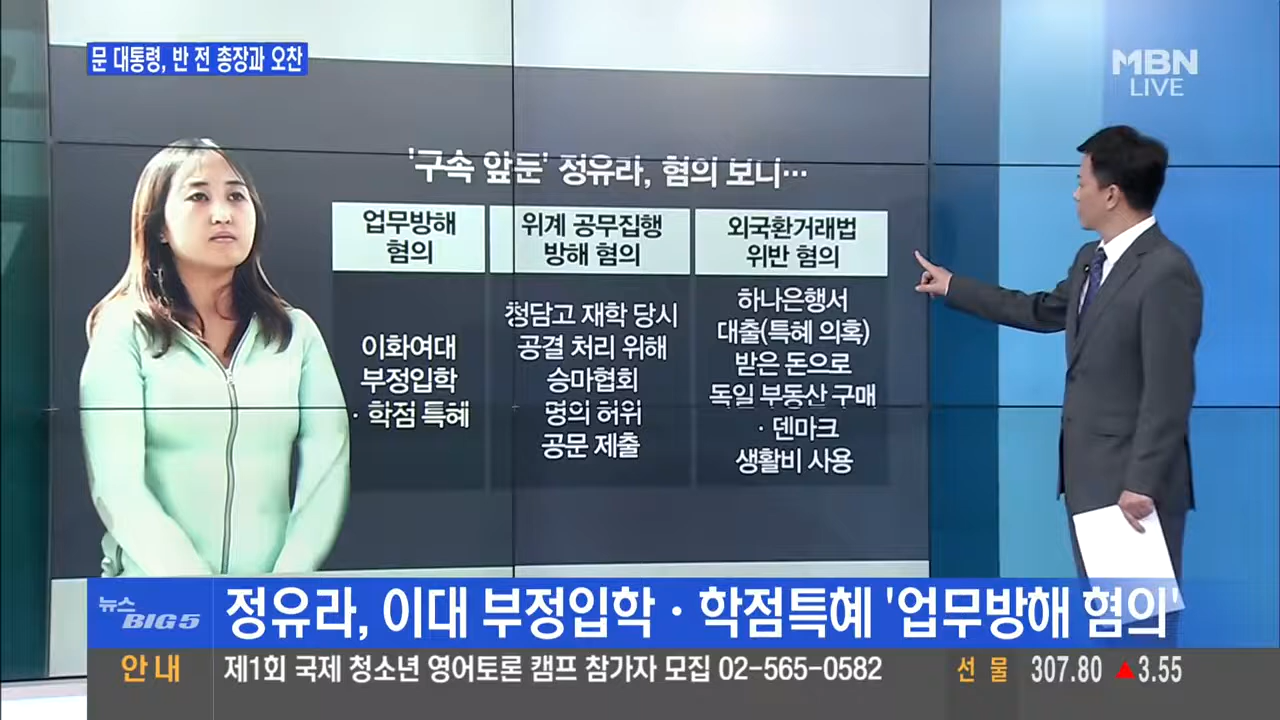 문 대통령, 반 전 총장과 오찬
MBN
LIVE
'구속 앞둔' 정유라, 혐의 보니…
업무방해
혐의
이화여대
부정입학
· 학점 특혜
위계 공무집행
방해 혐의
청담고 재학 당시
공결 처리 위해
승마협회
명의 허위
공문 제출
외국환거래법
위반 혐의
하나은행서
대출(특혜 의혹)
받은 돈으로
독일 부동산 구매
· 덴마크
생활비 사용
뉴스
BIG5
정유라, 이대 부정입학 · 학점특혜 '업무방해 혐의'
안내 제1회 국제 청소년 영어토론 캠프 참가자 모집 02-565-0582 선물 307.80 ▲3.55